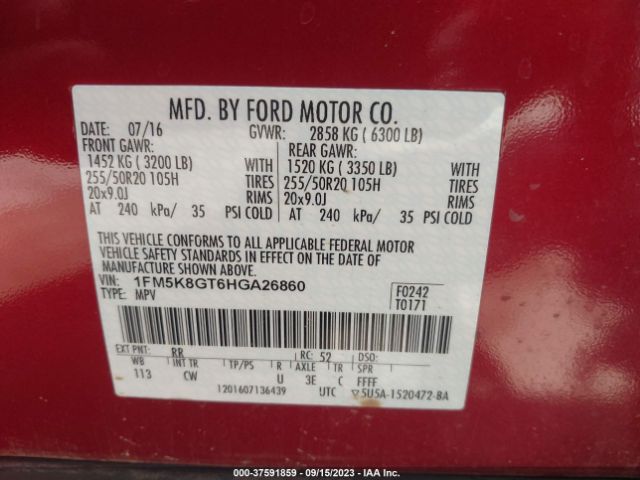 MFD. BY FORD MOTOR CO.
DATE: 07/16 GVWR: 2858 KG ( 6300 LB)
FRONT GAWR: REAR GAWR:
1452 KG ( 3200 LB) WITH 1520 KG ( 3350 LB) WITH
255/50R20 105H TIRES 255/50R20 105H TIRES
20x9.0J RIMS 20x9.0J RIMS
AT 240 kPa/ 35 PSI COLD AT 240 kPa/ 35 PSI COLD
THIS VEHICLE CONFORMS TO ALL APPLICABLE FEDERAL MOTOR
VEHICLE SAFETY STANDARDS IN EFFECT ON THE DATE OF
MANUFACTURE SHOWN ABOVE.
VIN: 1FM5K8GT6HGA26860 F0242
TYPE: MPV T0171
EXT PNT: RR RC: 52 DSO:
WB INT TR TP/PS R AXLE TR SPR
113 CW U 3E C FFFF
1201607136439 UTC ▽5U5A-1520472-8A
000-37591859 - 09/15/2023 - IAA Inc.